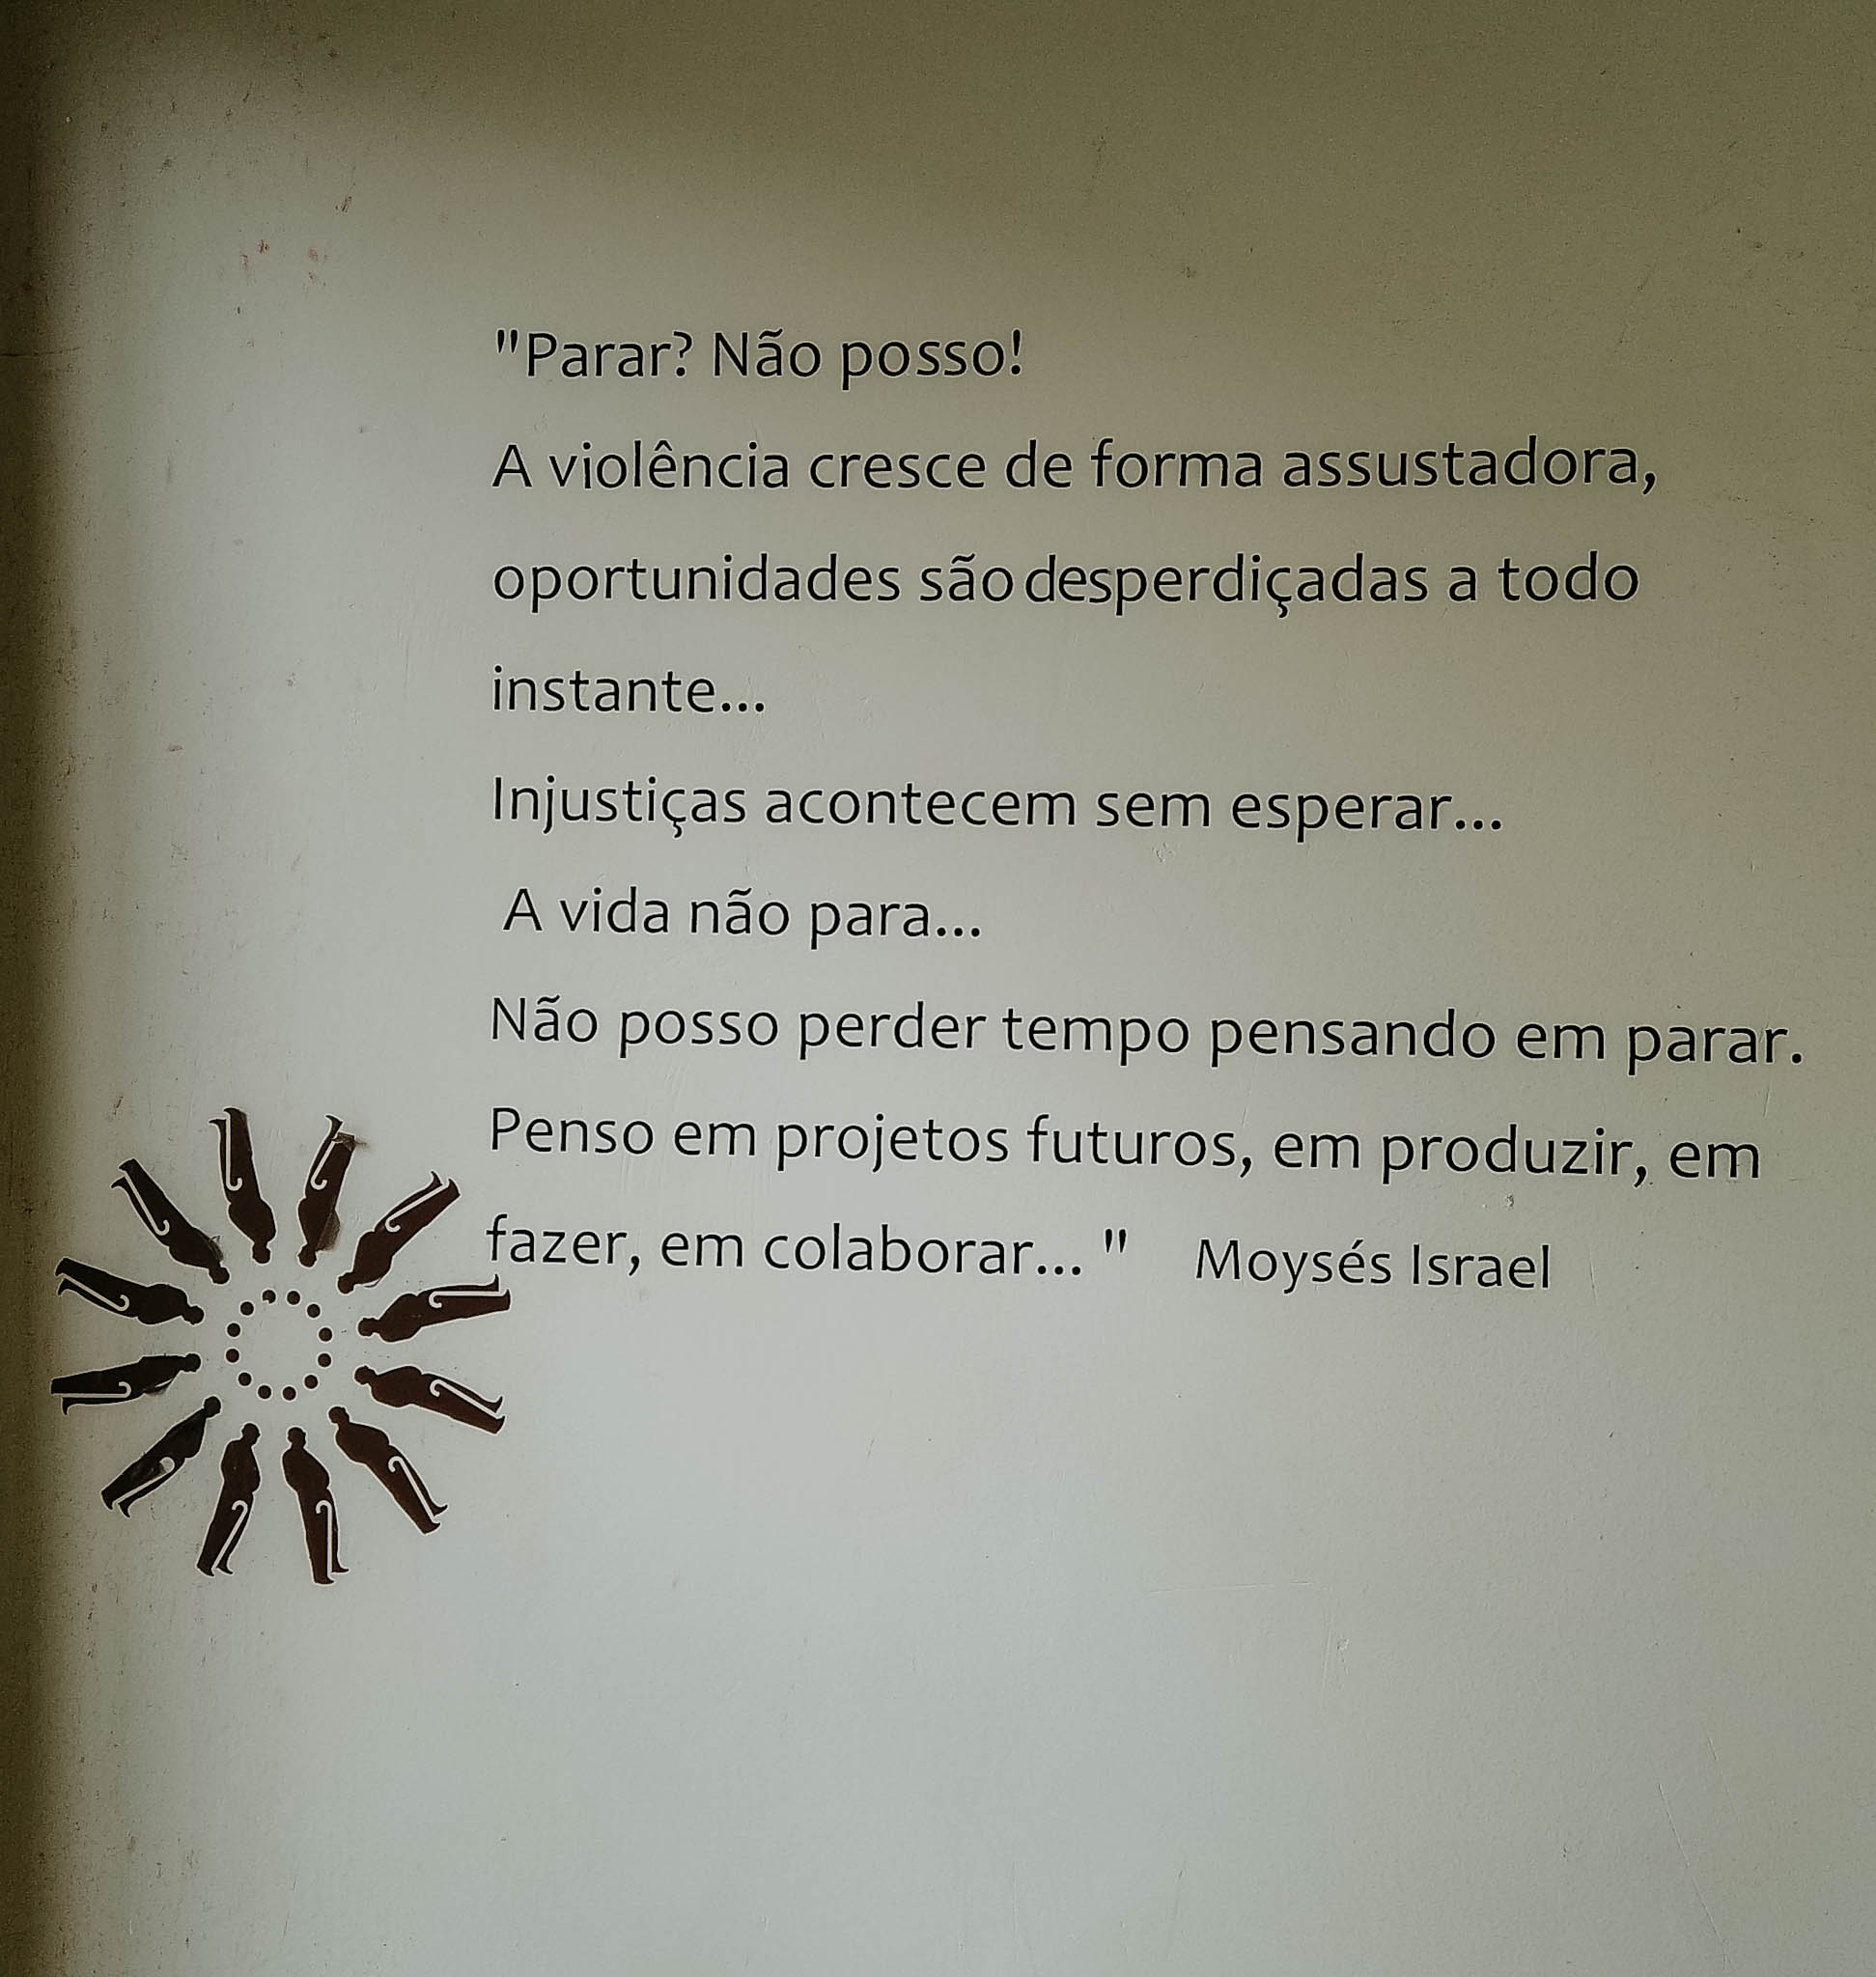 "Parar? Não posso!
A violência cresce de forma assustadora,
oportunidades são desperdiçadas a todo
instante...
Injustiças acontecem sem esperar...
A vida não para...
Não posso perder tempo pensando em parar.
Penso em projetos futuros, em produzir, em
fazer, em colaborar... " Moysés Israel